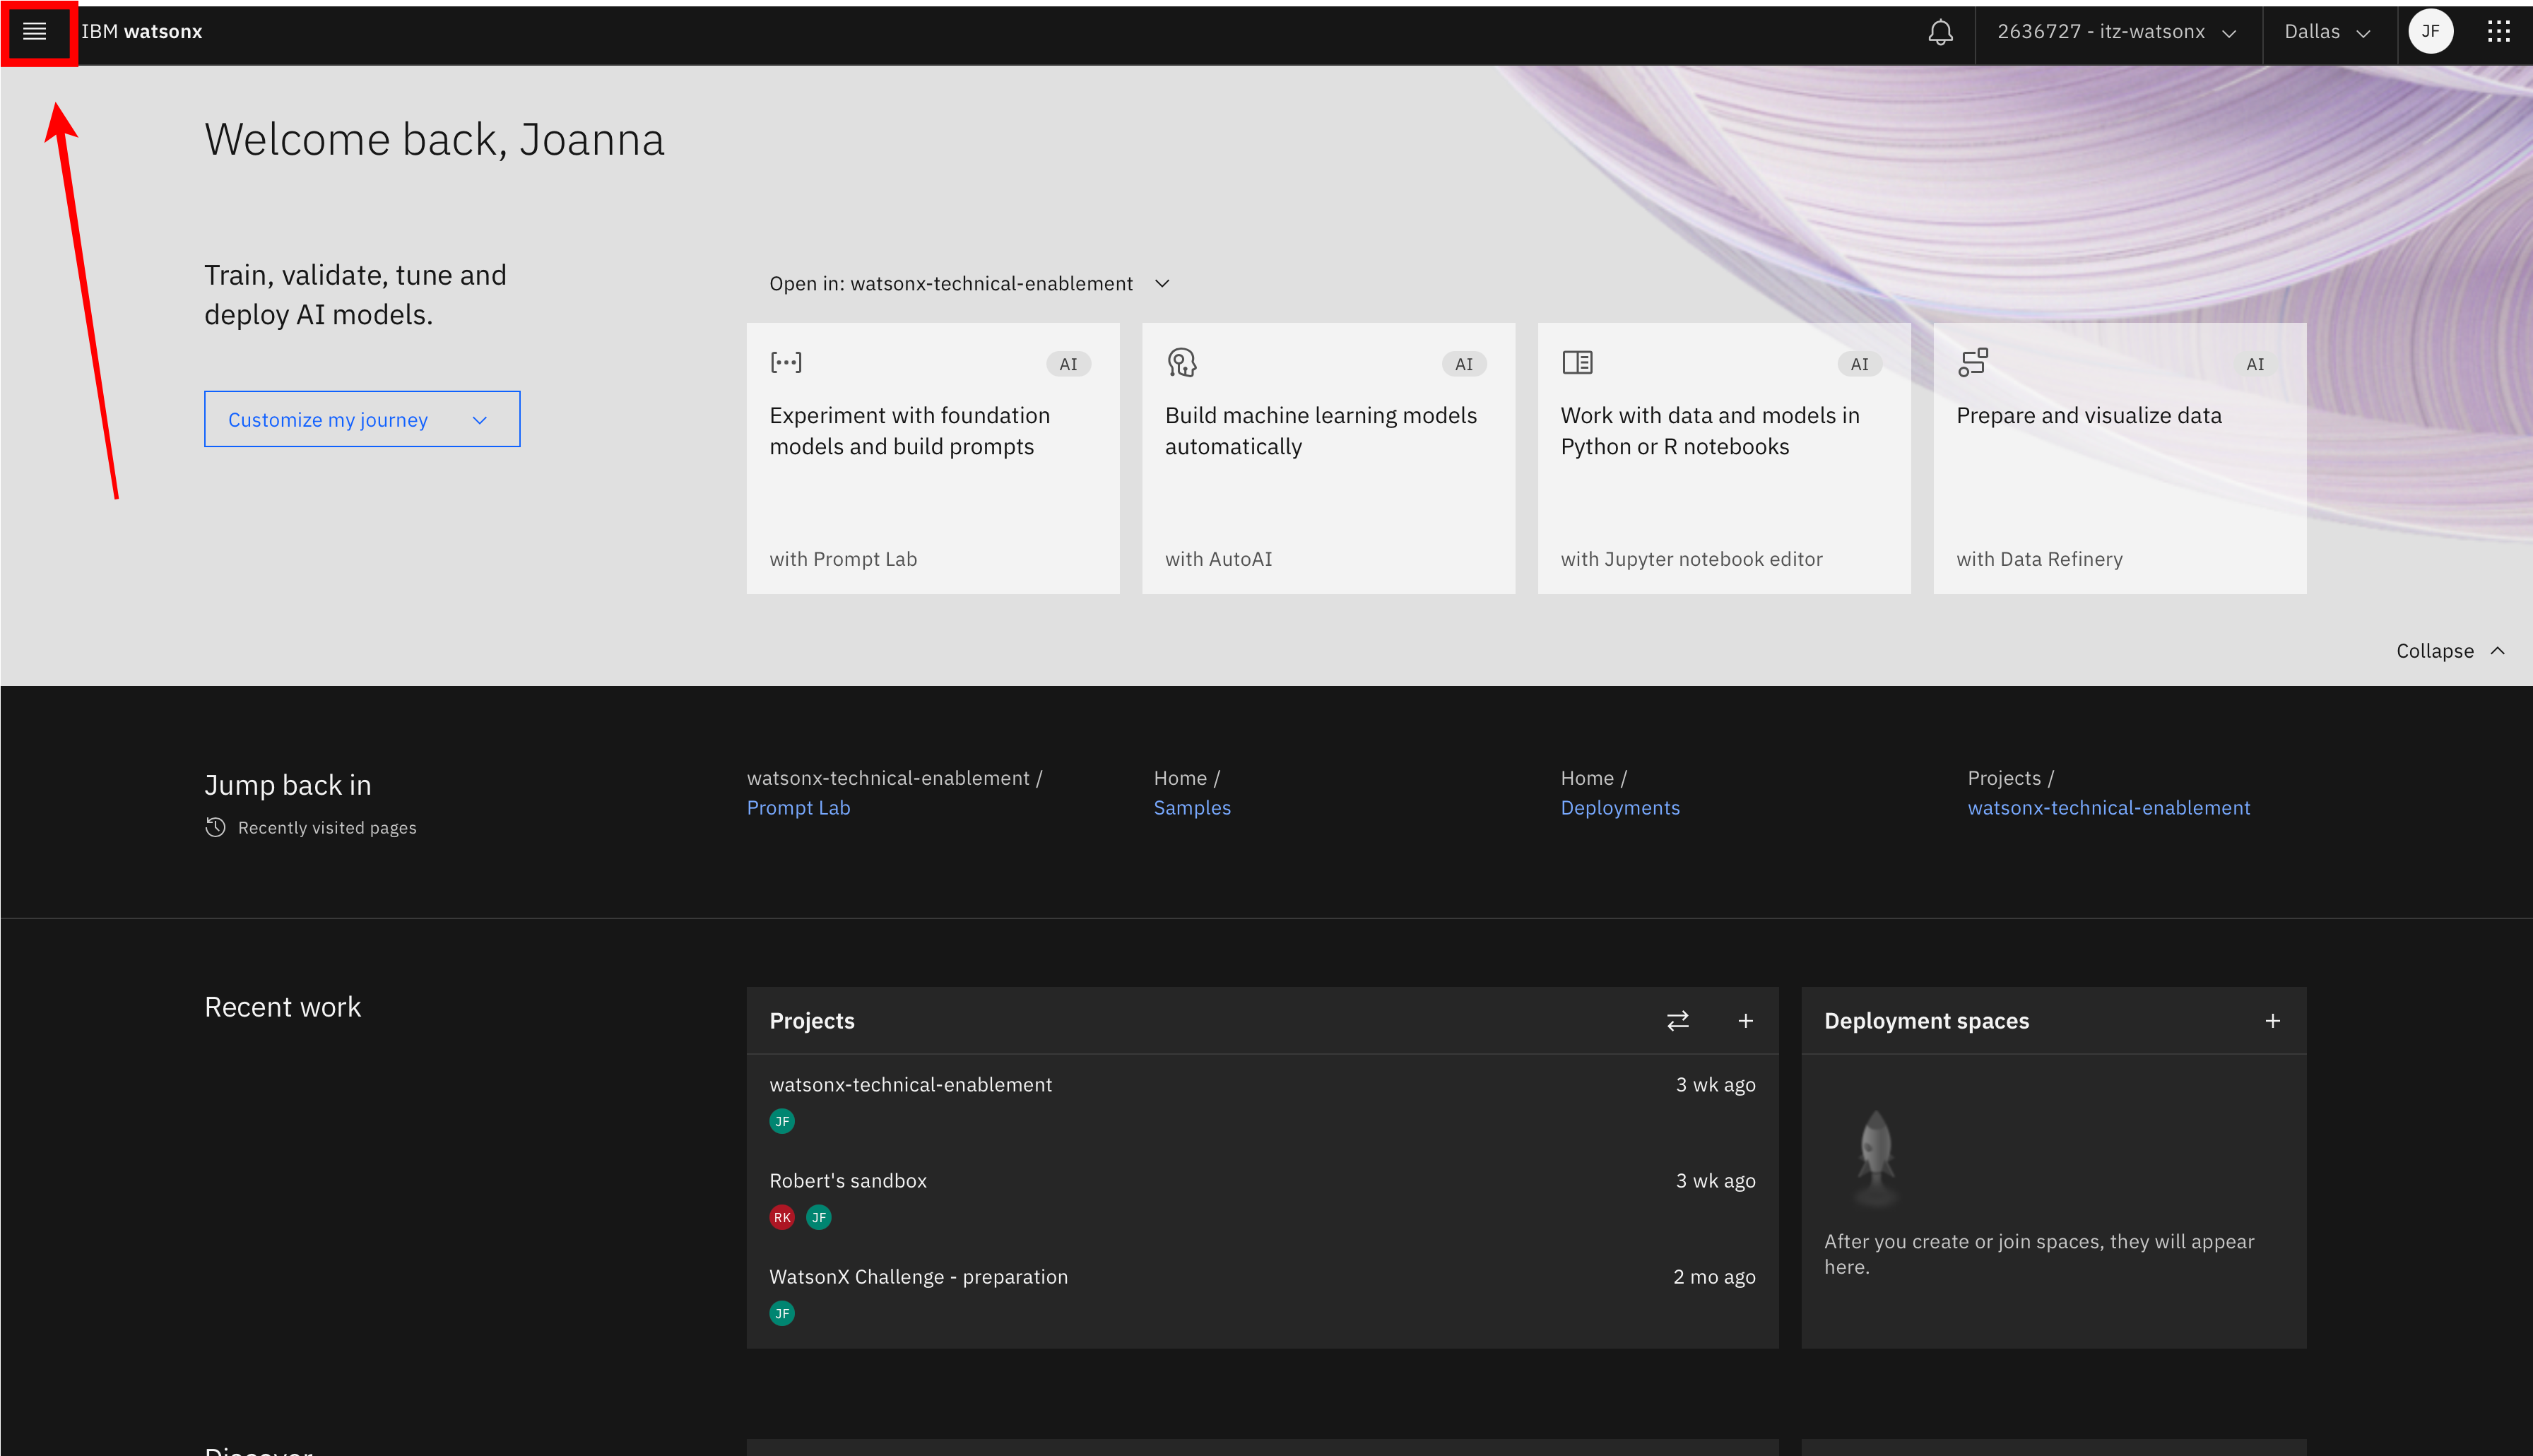 IBM watsonx
2636727 - itz-watsonx
Dallas
JF
Welcome back, Joanna
Train, validate, tune and
deploy AI models.
Customize my journey
Open in: watsonx-technical-enablement
AI
Experiment with foundation
models and build prompts
with Prompt Lab
AI
Build machine learning models
automatically
with AutoAI
AI
Work with data and models in
Python or R notebooks
with Jupyter notebook editor
AI
Prepare and visualize data
with Data Refinery
Collapse
Jump back in
Recently visited pages
watsonx-technical-enablement /
Prompt Lab
Home /
Samples
Home /
Deployments
Projects /
watsonx-technical-enablement
Recent work
Projects
watsonx-technical-enablement
3 wk ago
JF
Robert's sandbox
3 wk ago
RK JF
WatsonX Challenge - preparation
2 mo ago
JF
Deployment spaces
After you create or join spaces, they will appear
here.
Discover